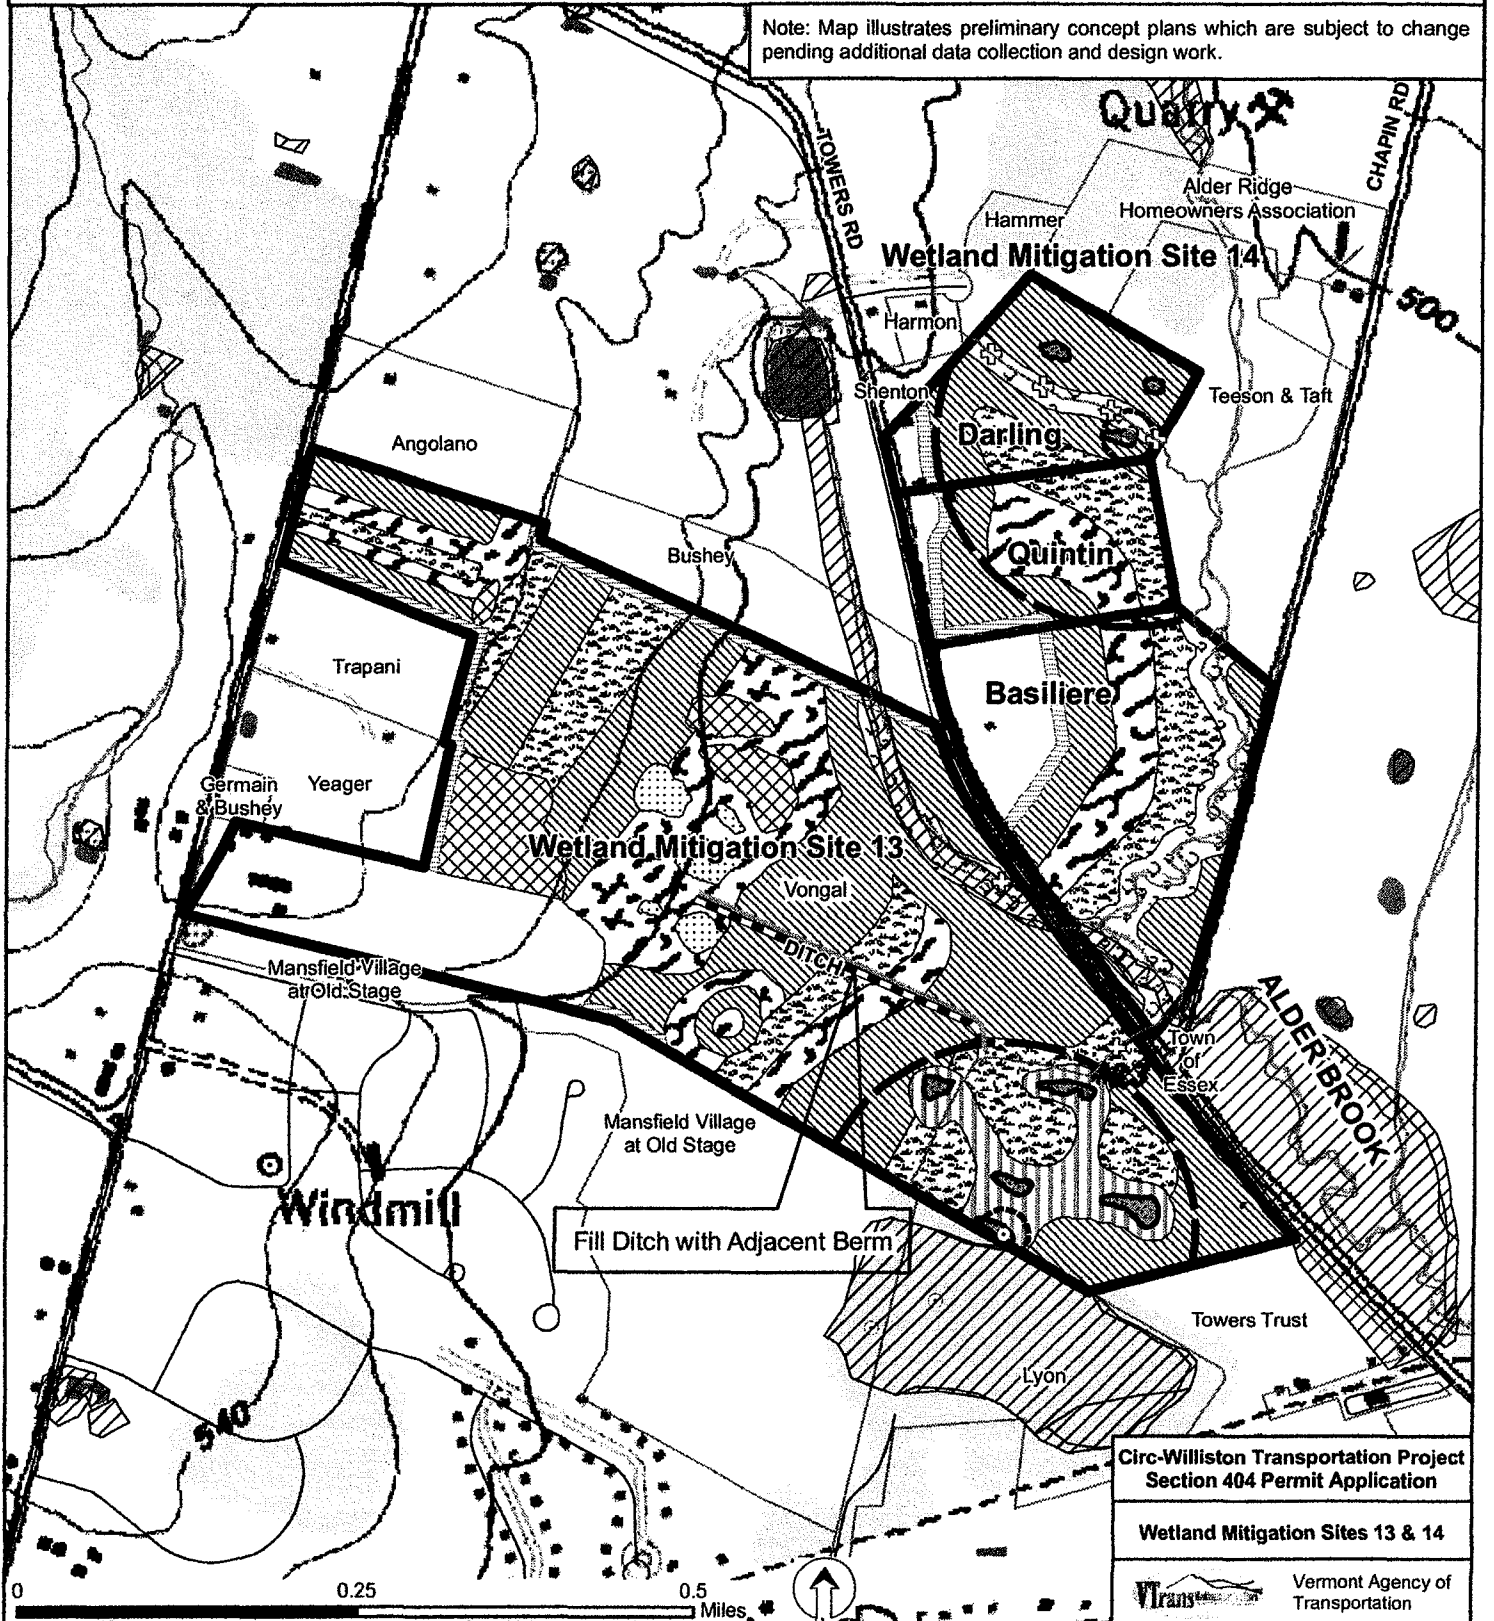 Note: Map illustrates preliminary concept plans which are subject to change
pending additional data collection and design work.
Quarry
CHAPIN RD
TOWERS RD
Alder Ridge
Homeowners Association
Hammer
Wetland Mitigation Site 14
500
Harmon
Shenton
Teeson & Taft
Darling
Angolano
Quintin
Bushey
Trapani
Basiliere
Germain
& Bushey
Yeager
Wetland Mitigation Site 13
Vongal
DITCH
Mansfield Village
at Old Stage
ALDER BROOK
Town
of
Essex
Mansfield Village
at Old Stage
Windmill
Fill Ditch with Adjacent Berm
Towers Trust
Lyon
540
Circ-Williston Transportation Project
Section 404 Permit Application
Wetland Mitigation Sites 13 & 14
VTrans
Vermont Agency of
Transportation
0 0.25 0.5
Miles